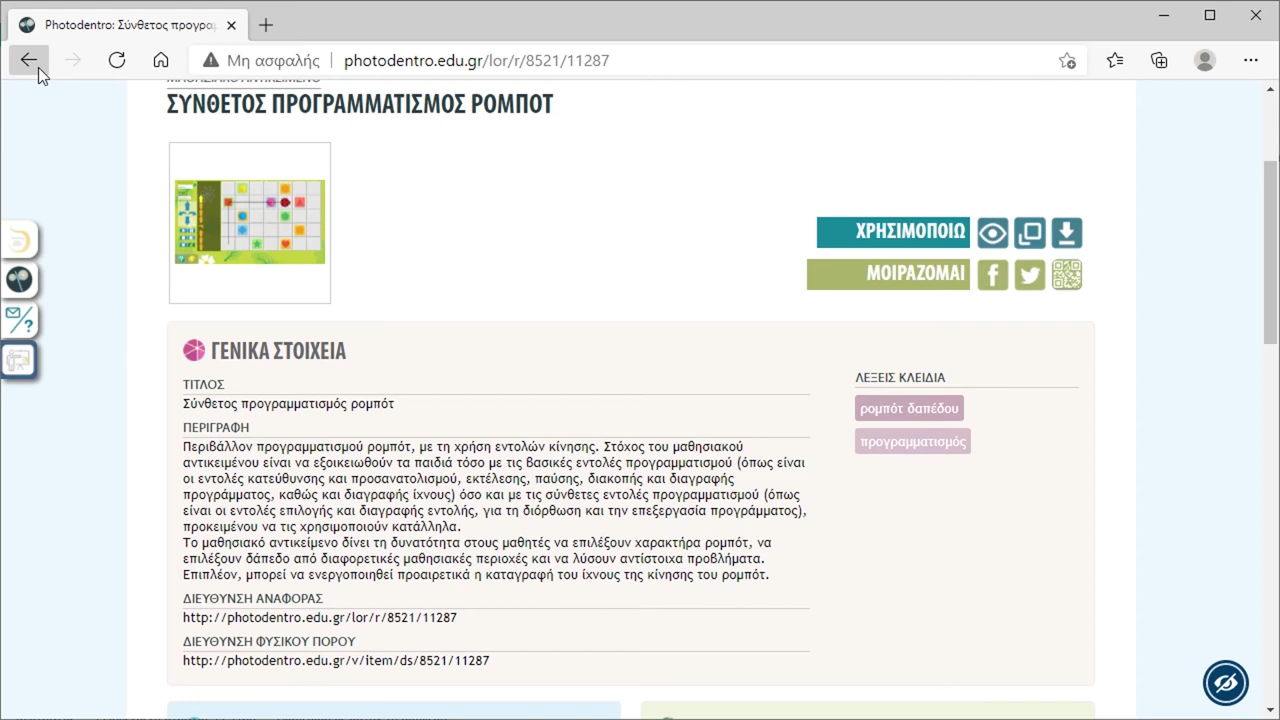 Photodentro: Σύνθετος προγρα
Μη ασφαλής
photodentro.edu.gr/lor/r/8521/11287
ΜΑΘΗΣΙΑΚΟ ΑΝΤΙΚΕΙΜΕΝΟ
ΣΥΝΘΕΤΟΣ ΠΡΟΓΡΑΜΜΑΤΙΣΜΟΣ ΡΟΜΠΟΤ
ΧΡΗΣΙΜΟΠΟΙΩ
ΜΟΙΡΑΖΟΜΑΙ
ΓΕΝΙΚΑ ΣΤΟΙΧΕΙΑ
ΤΙΤΛΟΣ
Σύνθετος προγραμματισμός ρομπότ
ΠΕΡΙΓΡΑΦΗ
Περιβάλλον προγραμματισμού ρομπότ, με τη χρήση εντολών κίνησης. Στόχος του μαθησιακού
αντικειμένου είναι να εξοικειωθούν τα παιδιά τόσο με τις βασικές εντολές προγραμματισμού (όπως είναι
οι εντολές κατεύθυνσης και προσανατολισμού, εκτέλεσης, παύσης, διακοπής και διαγραφής
προγράμματος, καθώς και διαγραφής ίχνους) όσο και με τις σύνθετες εντολές προγραμματισμού (όπως
είναι οι εντολές επιλογής και διαγραφής εντολής, για τη διόρθωση και την επεξεργασία προγράμματος),
προκειμένου να τις χρησιμοποιούν κατάλληλα.
Το μαθησιακό αντικείμενο δίνει τη δυνατότητα στους μαθητές να επιλέξουν χαρακτήρα ρομπότ, να
επιλέξουν δάπεδο από διαφορετικές μαθησιακές περιοχές και να λύσουν αντίστοιχα προβλήματα.
Επιπλέον, μπορεί να ενεργοποιηθεί προαιρετικά η καταγραφή του ίχνους της κίνησης του ρομπότ.
ΔΙΕΥΘΥΝΣΗ ΑΝΑΦΟΡΑΣ
http://photodentro.edu.gr/lor/r/8521/11287
ΔΙΕΥΘΥΝΣΗ ΦΥΣΙΚΟΥ ΠΟΡΟΥ
http://photodentro.edu.gr/v/item/ds/8521/11287
ΛΕΞΕΙΣ ΚΛΕΙΔΙΑ
ρομπότ δαπέδου
προγραμματισμός